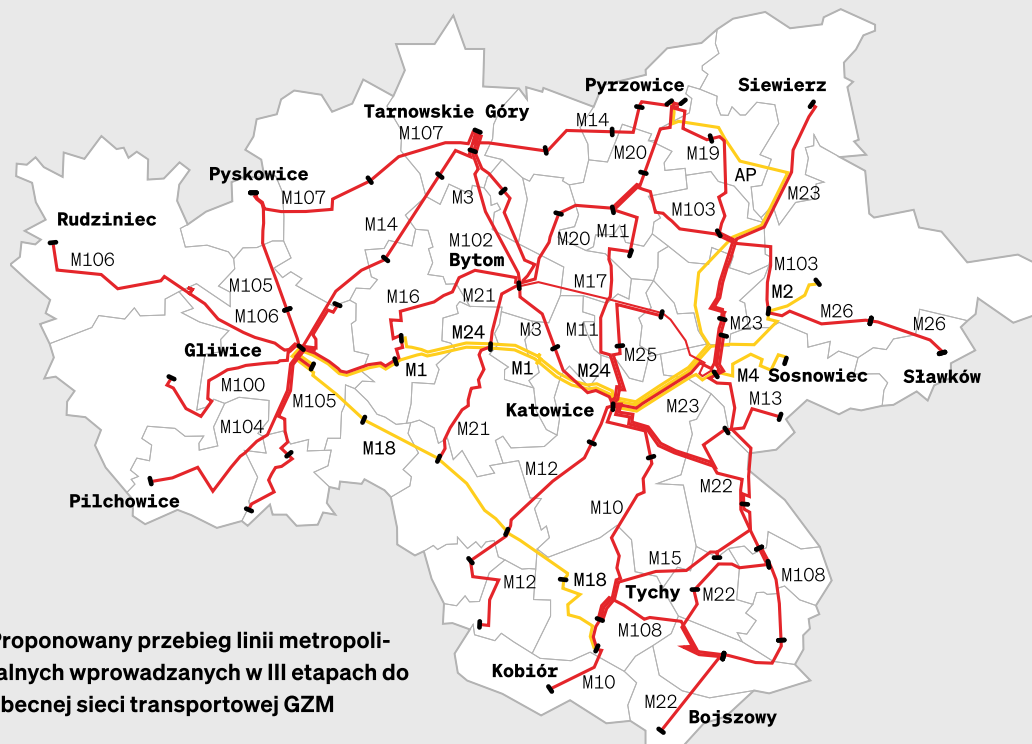 Pyrzowice
Siewierz
Tarnowskie Góry
M107
M14
M20
M19
AP
Pyskowice
M107
M3
M23
Rudziniec
M14
M103
M20
M11
M102
Bytom
M106
M103
M17
M105
M16
M21
M2
M106
M26
M26
M24
M3
M11
M23
Gliwice
M25
M1
M1
M24
M4
Sosnowiec
Sławków
M100
M105
Katowice
M23
M13
M104
M21
M18
M12
M22
Pilchowice
M10
M15
M12
M18
M108
Tychy
M22
M108
Proponowany przebieg linii metropoli-
alnych wprowadzanych w III etapach do
becnej sieci transportowej GZM
Kobiór
M10
M22
Bojszowy